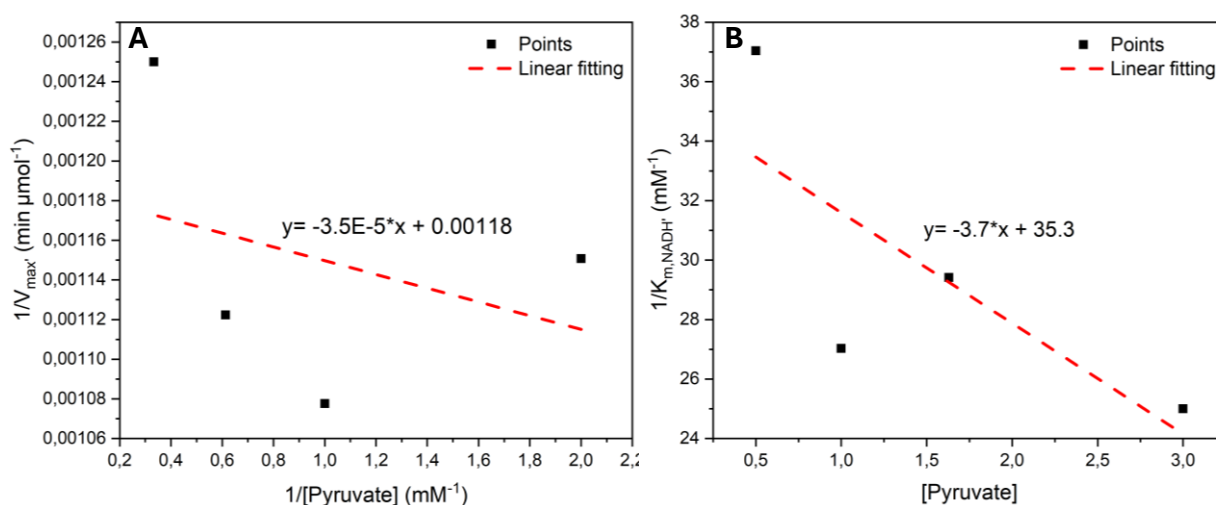 A
Points
Linear fitting
0,00126
0,00124
0,00122
0,00120
0,00118
0,00116
0,00114
0,00112
0,00110
0,00108
0,00106
1/Vmax' (min µmol⁻¹)
y= -3.5E-5*x + 0.00118
0,2 0,4 0,6 0,8 1,0 1,2 1,4 1,6 1,8 2,0 2,2
1/[Pyruvate] (mM⁻¹)
B
Points
Linear fitting
38
36
34
32
30
28
26
24
1/Km,NADH' (mM⁻¹)
y= -3.7*x + 35.3
0,5 1,0 1,5 2,0 2,5 3,0
[Pyruvate]